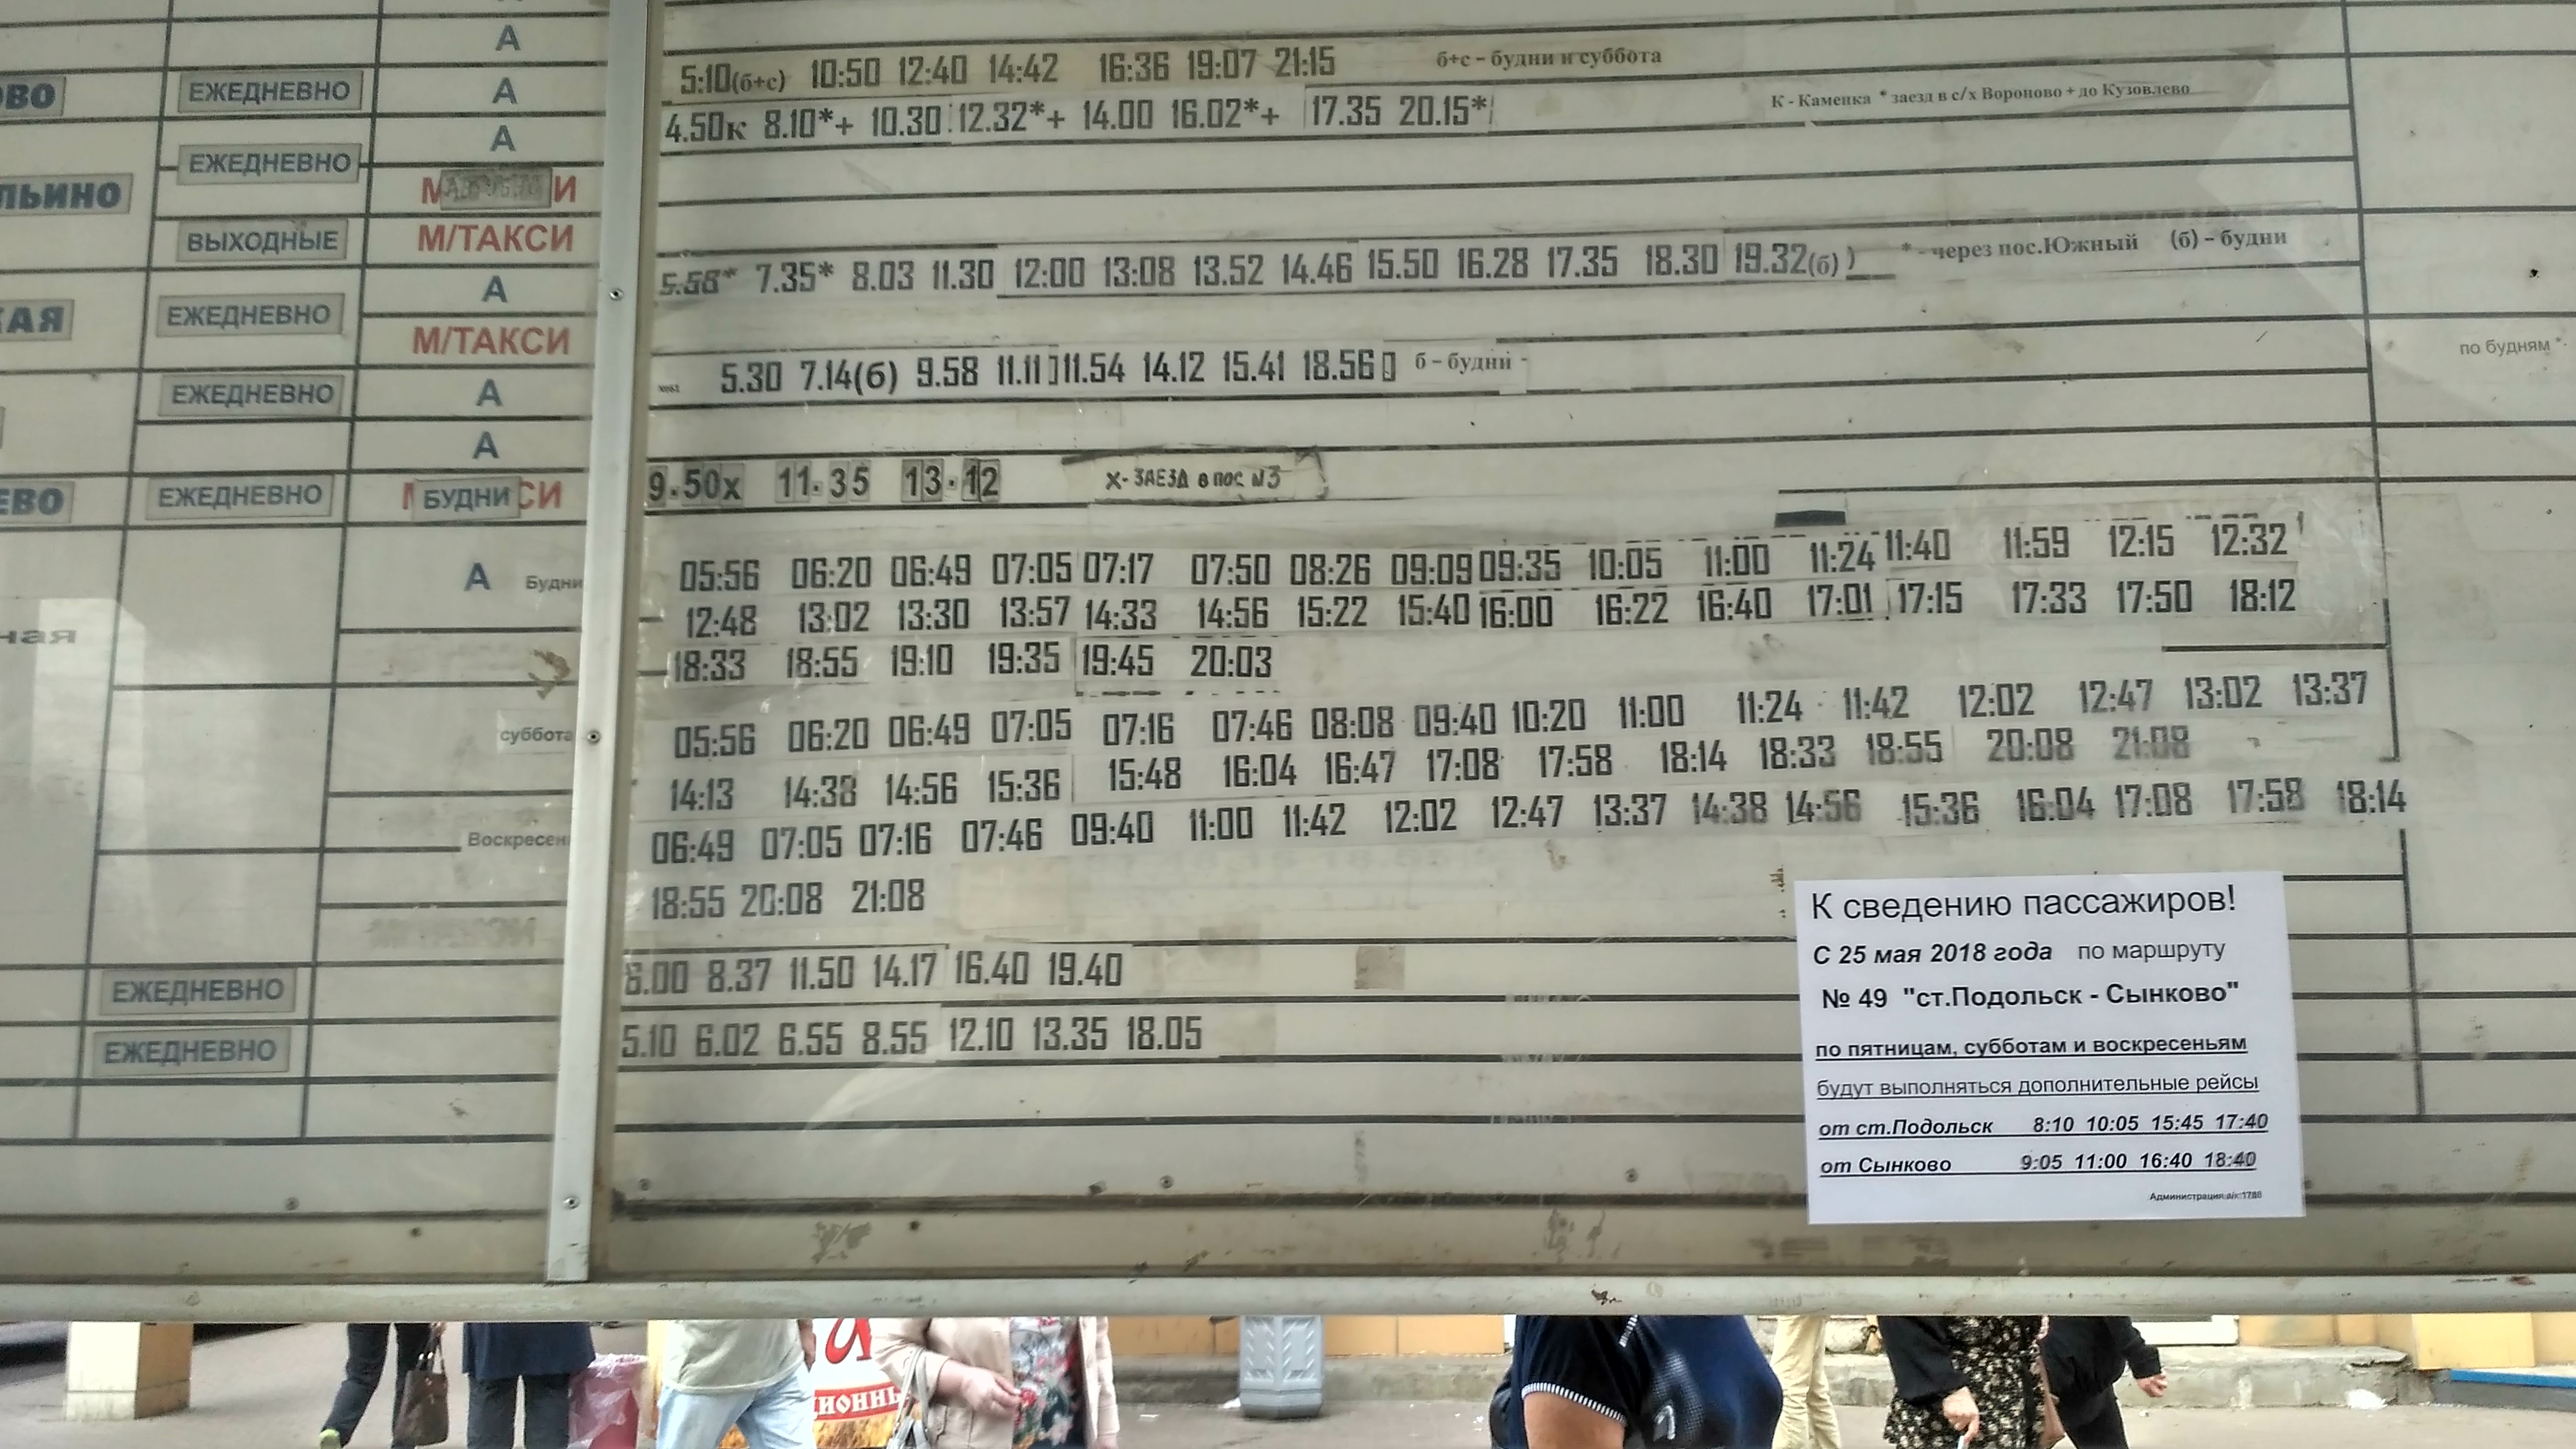 А
5:10(б+с) 10:50 12:40 14:42 16:36 19:07 21:15 б+с – будни и суббота
ОВО ЕЖЕДНЕВНО А
4.50к 8.10*+ 10.30 12.32*+ 14.00 16.02*+ 17.35 20.15* К - Каменка * заезд в с/х Вороново + до Кузовлево
ЕЖЕДНЕВНО А
ЛЬИНО М И
ВЫХОДНЫЕ М/ТАКСИ
5.58* 7.35* 8.03 11.30 12:00 13:08 13.52 14.46 15.50 16.28 17.35 18.30 19.32(б) ) * - через пос.Южный (б) – будни
КАЯ ЕЖЕДНЕВНО А
М/ТАКСИ
по будням *
ЕЖЕДНЕВНО А
5.30 7.14(б) 9.58 11.11 11.54 14.12 15.41 18.56 б – будни -
А
ЕВО ЕЖЕДНЕВНО М БУДНИ СИ
9.50х 11.35 13.12 х- ЗАЕЗД в пос N3
ная
А Будни
05:56 06:20 06:49 07:05 07:17 07:50 08:26 09:09 09:35 10:05 11:00 11:24 11:40 11:59 12:15 12:32
12:48 13:02 13:30 13:57 14:33 14:56 15:22 15:40 16:00 16:22 16:40 17:01 17:15 17:33 17:50 18:12
18:33 18:55 19:10 19:35 19:45 20:03
суббота
05:56 06:20 06:49 07:05 07:16 07:46 08:08 09:40 10:20 11:00 11:24 11:42 12:02 12:47 13:02 13:37
14:13 14:38 14:56 15:36 15:48 16:04 16:47 17:08 17:58 18:14 18:33 18:55 20:08 21:08
Воскресен
06:49 07:05 07:16 07:46 09:40 11:00 11:42 12:02 12:47 13:37 14:38 14:56 15:36 16:04 17:08 17:58 18:14
18:55 20:08 21:08
ЕЖЕДНЕВНО
6.00 8.37 11.50 14.17 16.40 19.40
ЕЖЕДНЕВНО
5.10 6.02 6.55 8.55 12.10 13.35 18.05
К сведению пассажиров!
С 25 мая 2018 года по маршруту
№ 49 "ст.Подольск - Сынково"
по пятницам, субботам и воскресеньям
будут выполняться дополнительные рейсы
от ст.Подольск 8:10 10:05 15:45 17:40
от Сынково 9:05 11:00 16:40 18:40
Администрация а/к 1788
ИОННЫ